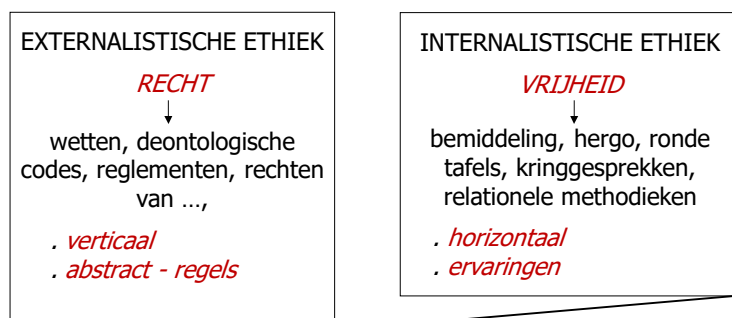 EXTERNALISTISCHE ETHIEK
RECHT
wetten, deontologische
codes, reglementen, rechten
van …,
. verticaal
. abstract - regels
INTERNALISTISCHE ETHIEK
VRIJHEID
bemiddeling, hergo, ronde
tafels, kringgesprekken,
relationele methodieken
. horizontaal
. ervaringen